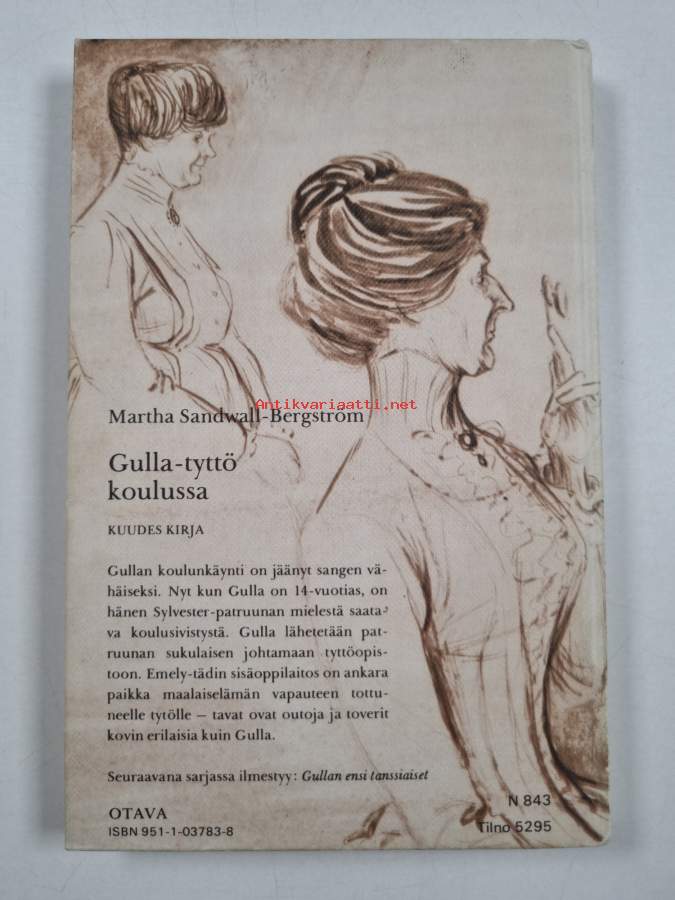 Antikvariaatti.net
Martha Sandwall-Bergström
Gulla-tyttö
koulussa
KUUDES KIRJA
Gullan koulunkäynti on jäänyt sangen vä-
häiseksi. Nyt kun Gulla on 14-vuotias, on
hänen Sylvester-patruunan mielestä saata-
va koulusivistystä. Gulla lähetetään pat-
ruunan sukulaisen johtamaan tyttöopis-
toon. Emely-tädin sisäoppilaitos on ankara
paikka maalaiselämän vapauteen tottu-
neelle tytölle – tavat ovat outoja ja toverit
kovin erilaisia kuin Gulla.
Seuraavana sarjassa ilmestyy: Gullan ensi tanssiaiset
OTAVA
ISBN 951-1-03783-8
N 843
Tilno 5295